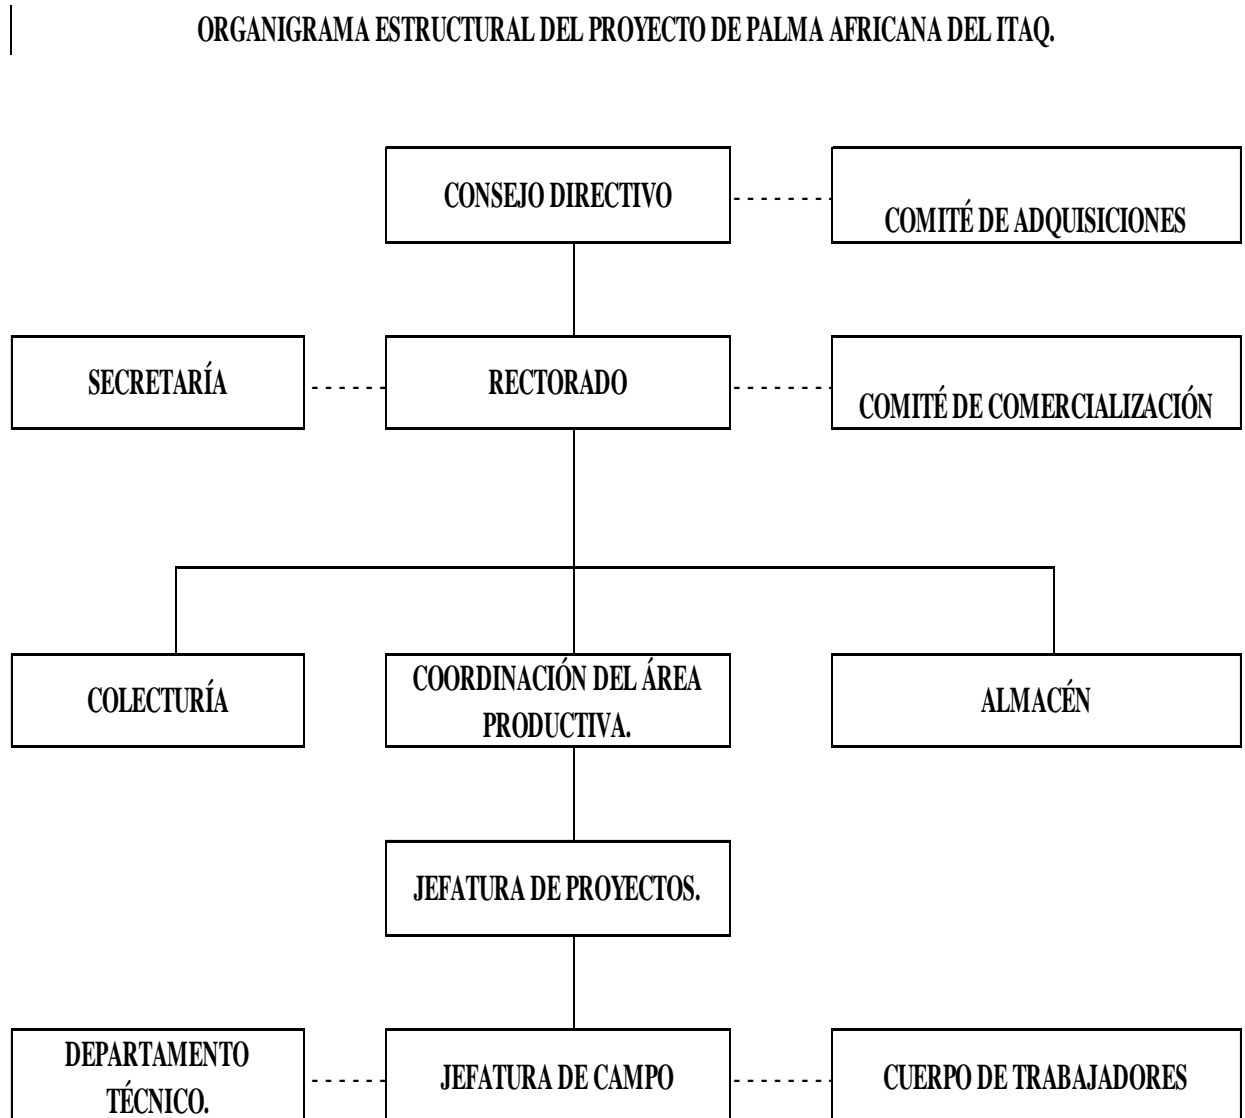 ORGANIGRAMA ESTRUCTURAL DEL PROYECTO DE PALMA AFRICANA DEL ITAQ.
CONSEJO DIRECTIVO
COMITÉ DE ADQUISICIONES
SECRETARÍA
RECTORADO
COMITÉ DE COMERCIALIZACIÓN
COLECTURÍA
COORDINACIÓN DEL ÁREA
PRODUCTIVA.
ALMACÉN
JEFATURA DE PROYECTOS.
DEPARTAMENTO
TÉCNICO.
JEFATURA DE CAMPO
CUERPO DE TRABAJADORES